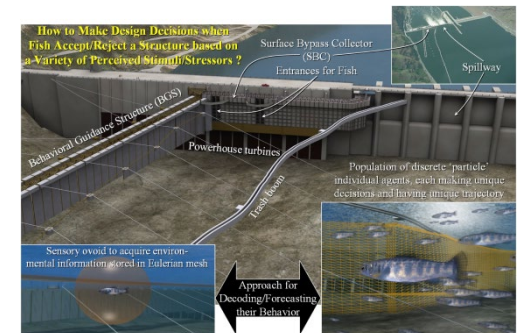 How to Make Design Decisions when
Fish Accept/Reject a Structure based on
a Variety of Perceived Stimuli/Stressors ?
Surface Bypass Collector
(SBC)
Entrances for Fish
Spillway
Behavioral Guidance Structure (BGS)
Powerhouse turbines
Trash boom
Population of discrete 'particle'
individual agents, each making unique
decisions and having unique trajectory
Sensory ovoid to acquire environ-
mental information stored in Eulerian mesh
Approach for
Decoding/Forecasting
their Behavior